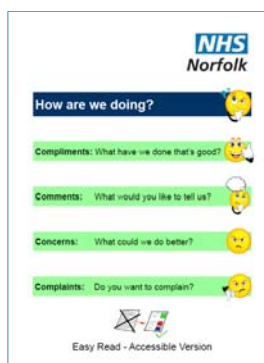 NHS
Norfolk
How are we doing?
Compliments: What have we done that's good?
Comments: What would you like to tell us?
Concerns: What could we do better?
Complaints: Do you want to complain?
Easy Read - Accessible Version